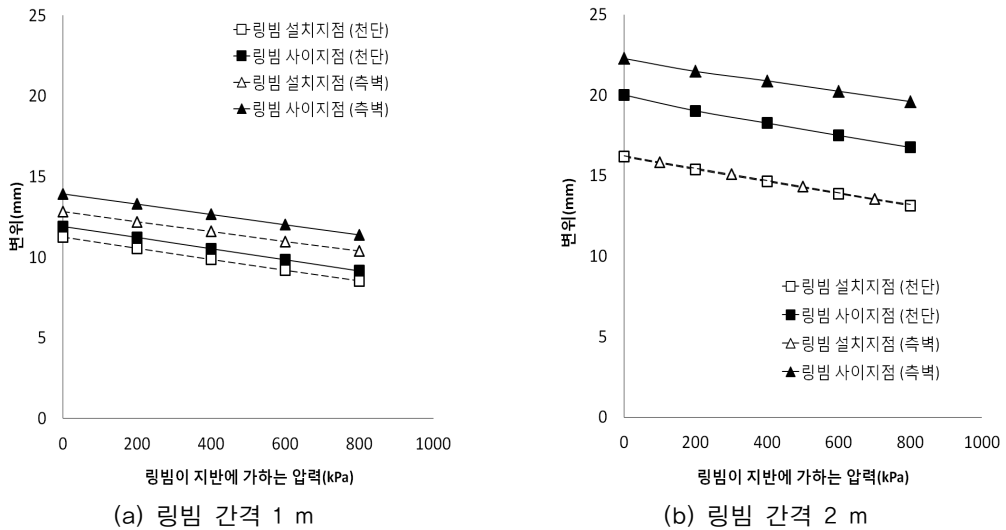 25
20
15
10
5
0
변위(mm)
링빔 설치지점 (천단)
링빔 사이지점 (천단)
링빔 설치지점 (측벽)
링빔 사이지점 (측벽)
0 200 400 600 800 1000
링빔이 지반에 가하는 압력(kPa)
(a) 링빔 간격 1 m
25
20
15
10
5
0
변위(mm)
링빔 설치지점 (천단)
링빔 사이지점 (천단)
링빔 설치지점 (측벽)
링빔 사이지점 (측벽)
0 200 400 600 800 1000
링빔이 지반에 가하는 압력(kPa)
(b) 링빔 간격 2 m